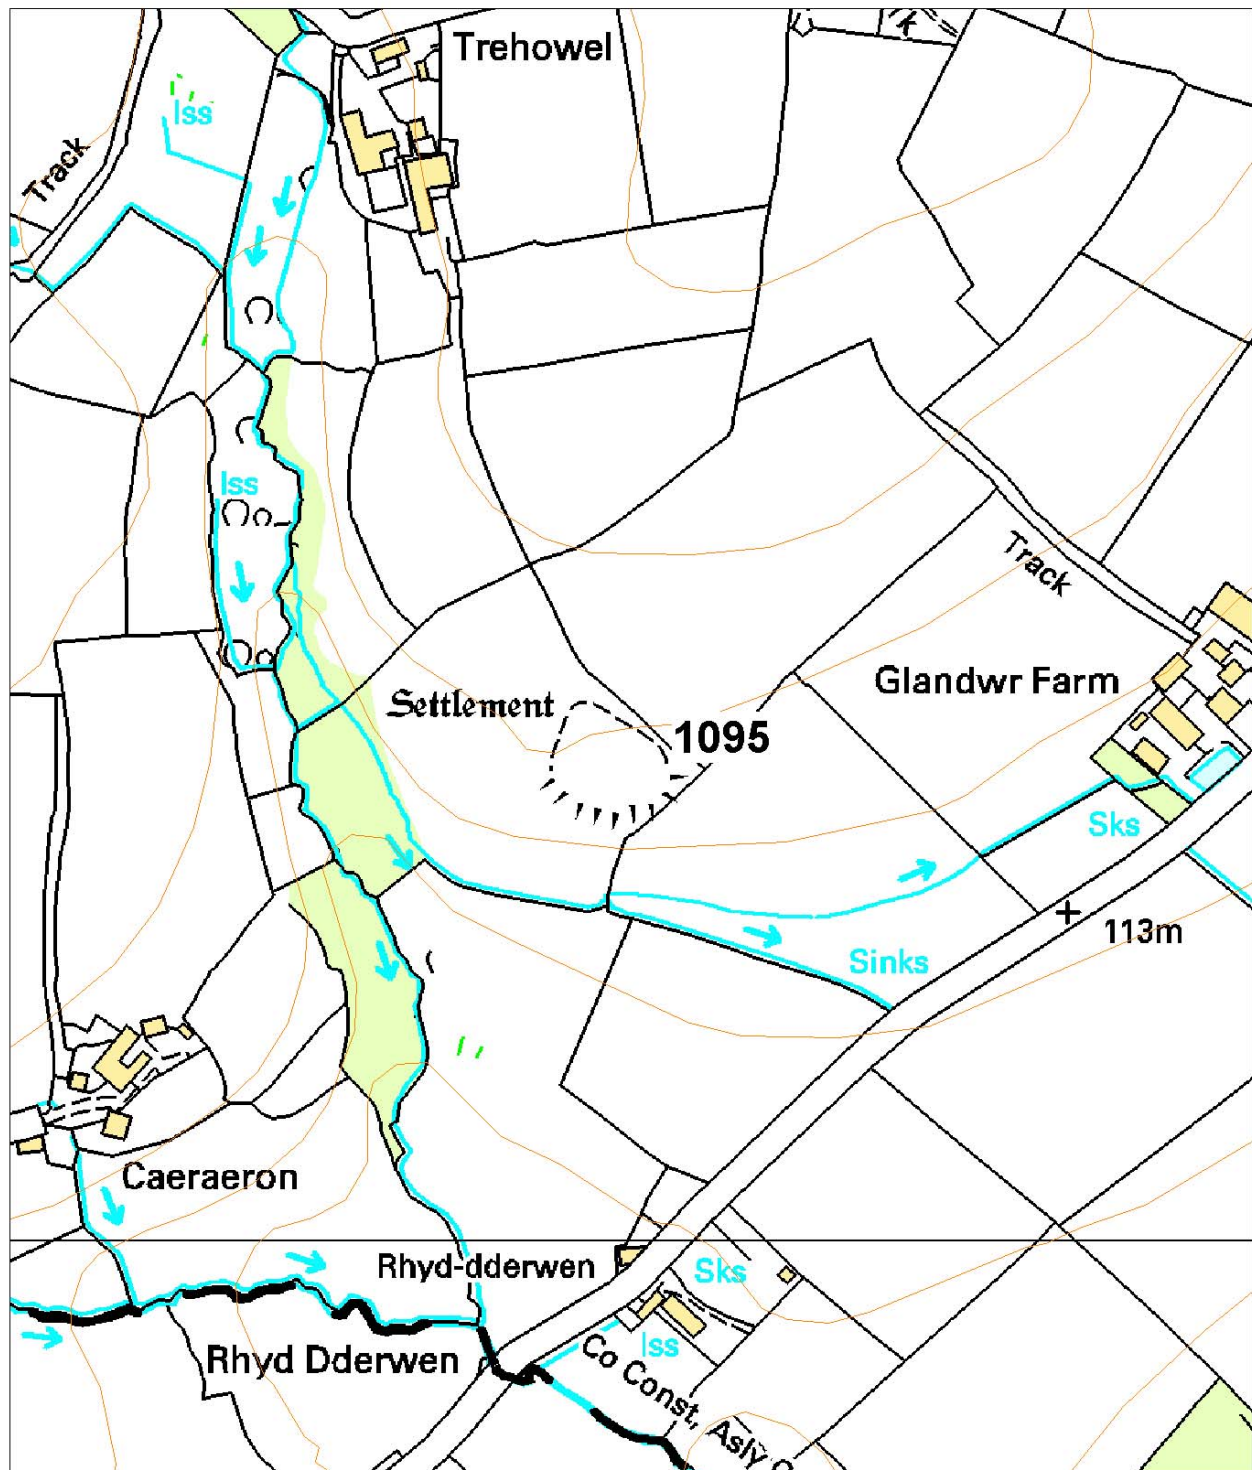 Trehowel
Iss
Track
Iss
Track
Glandwr Farm
Settlement
1095
Sks
113m
Sinks
Caeraeron
Rhyd-dderwen
Sks
Iss
Rhyd Dderwen
Co Const, Asly